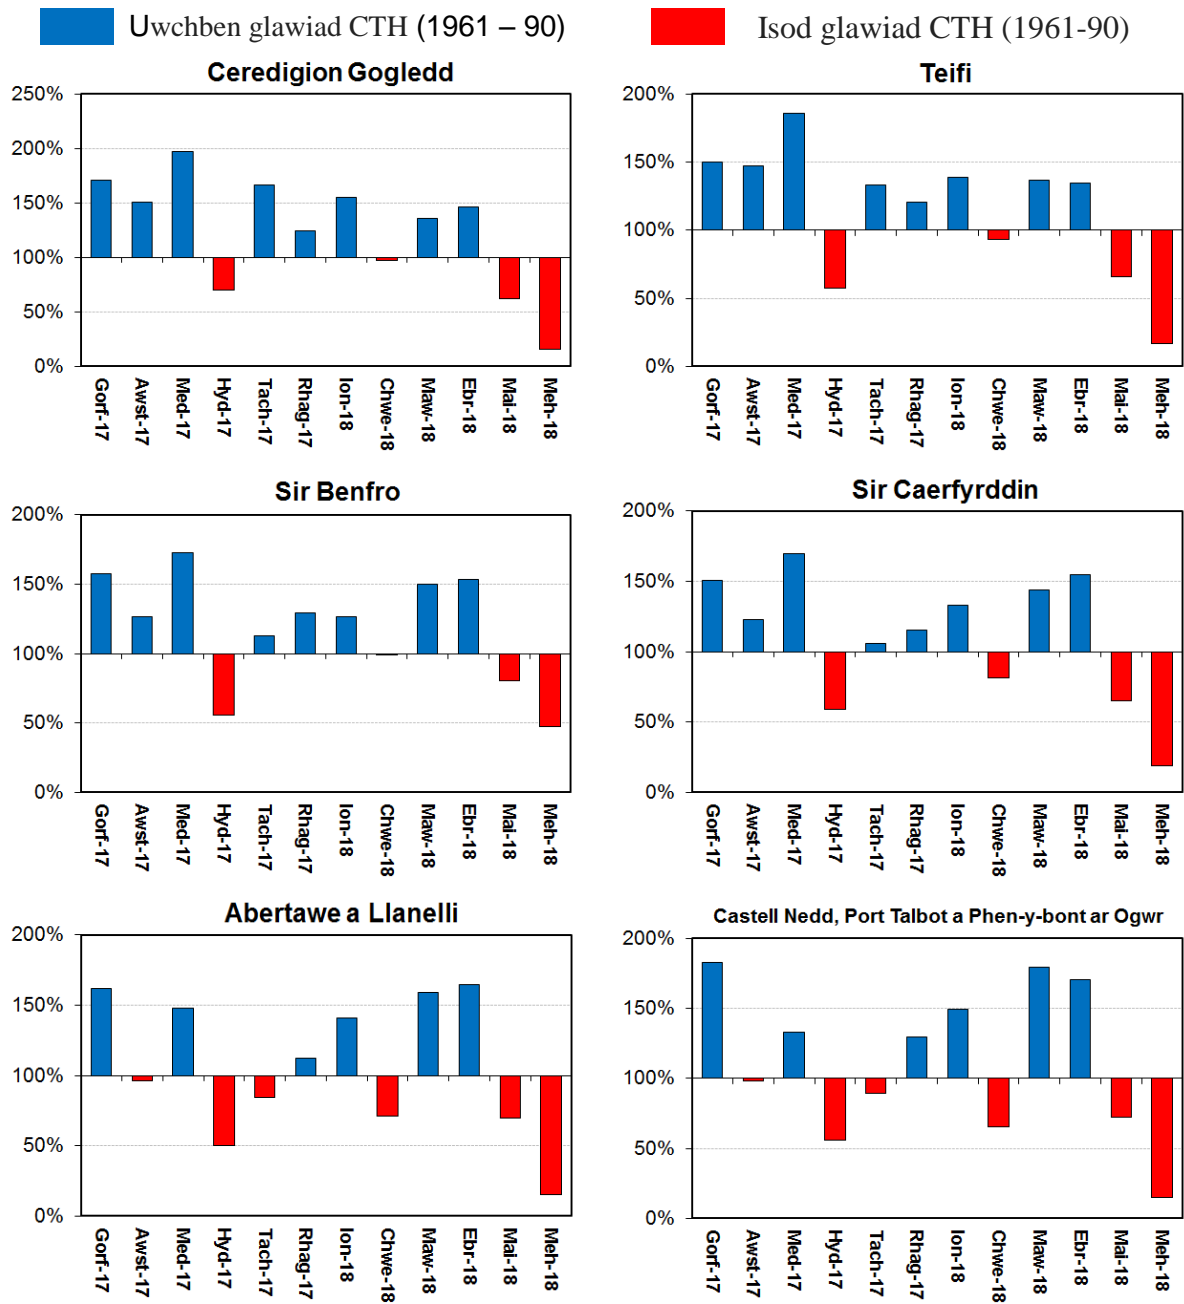 Uwchben glawiad CTH (1961 – 90)
Isod glawiad CTH (1961-90)
Ceredigion Gogledd
250%
200%
150%
100%
50%
0%
Gorf-17
Awst-17
Med-17
Hyd-17
Tach-17
Rhag-17
Ion-18
Chwe-18
Maw-18
Ebr-18
Mai-18
Meh-18
Teifi
200%
150%
100%
50%
0%
Gorf-17
Awst-17
Med-17
Hyd-17
Tach-17
Rhag-17
Ion-18
Chwe-18
Maw-18
Ebr-18
Mai-18
Meh-18
Sir Benfro
200%
150%
100%
50%
0%
Gorf-17
Awst-17
Med-17
Hyd-17
Tach-17
Rhag-17
Ion-18
Chwe-18
Maw-18
Ebr-18
Mai-18
Meh-18
Sir Caerfyrddin
200%
150%
100%
50%
0%
Gorf-17
Awst-17
Med-17
Hyd-17
Tach-17
Rhag-17
Ion-18
Chwe-18
Maw-18
Ebr-18
Mai-18
Meh-18
Abertawe a Llanelli
200%
150%
100%
50%
0%
Gorf-17
Awst-17
Med-17
Hyd-17
Tach-17
Rhag-17
Ion-18
Chwe-18
Maw-18
Ebr-18
Mai-18
Meh-18
Castell Nedd, Port Talbot a Phen-y-bont ar Ogwr
200%
150%
100%
50%
0%
Gorf-17
Awst-17
Med-17
Hyd-17
Tach-17
Rhag-17
Ion-18
Chwe-18
Maw-18
Ebr-18
Mai-18
Meh-18